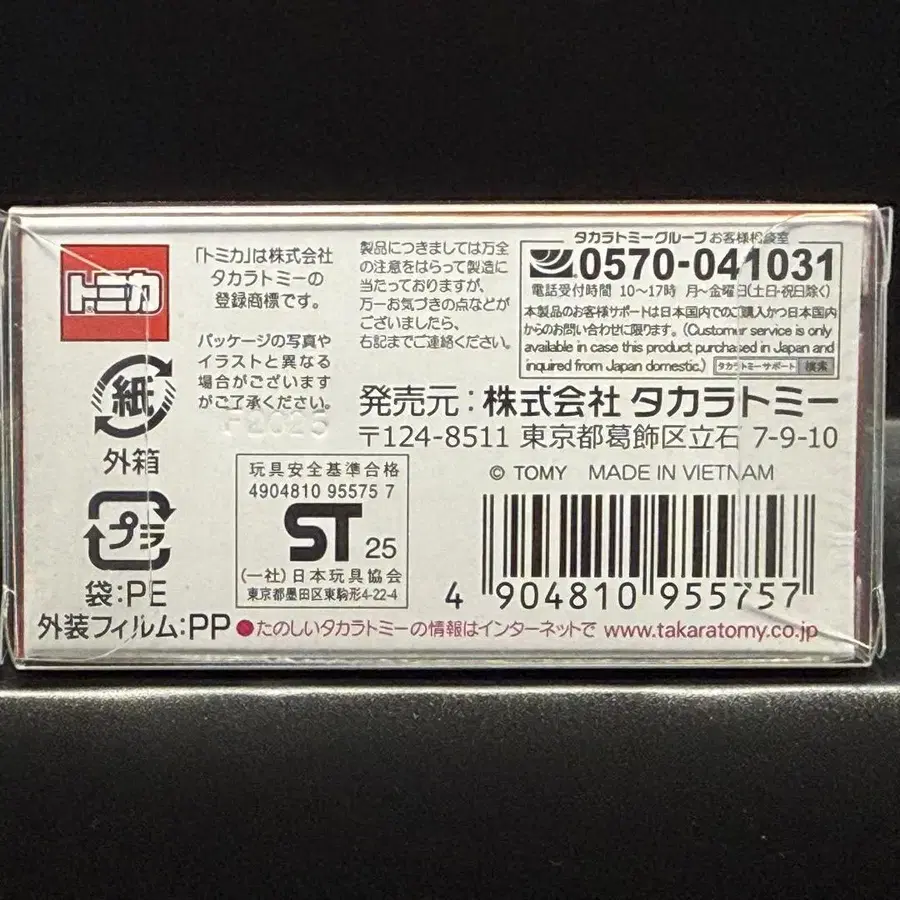 トミカ
「トミカ」は株式会社
タカラトミーの
登録商標です。
パッケージの写真や
イラストと異なる
場合がございます
がご了承ください。
製品につきましては万全
の注意をはらって製造に
当たっておりますが、
万一お気づきの点などが
ございましたら、
右記までご連絡ください。
タカラトミーグループ お客様相談室
0570-041031
電話受付時間 10〜17時 月〜金曜日(土日・祝日除く)
本製品のお客様サポートは日本国内でのご購入かつ日本国内
からのお問い合わせに限ります。(Customer service is only
available in case this product purchased in Japan and
inquired from Japan domestic.) タカラトミーサポート 検索
発売元：株式会社 タカラトミー
〒124-8511 東京都葛飾区立石 7-9-10
© TOMY MADE IN VIETNAM
紙
外箱
プラ
袋:PE
外装フィルム:PP
玩具安全基準合格
4904810 95575 7
ST 25
(一社)日本玩具協会
東京都墨田区東駒形4-22-4
4 904810 955757
●たのしいタカラトミーの情報はインターネットで www.takaratomy.co.jp